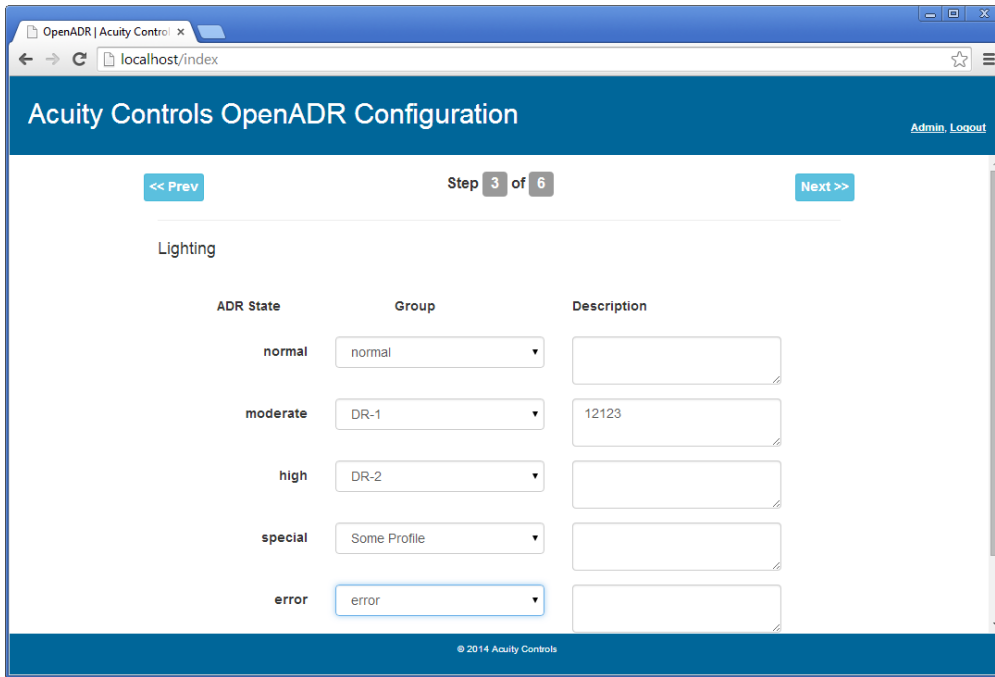 OpenADR | Acuity Control
localhost/index
Acuity Controls OpenADR Configuration
Admin, Logout
<< Prev
Step 3 of 6
Next >>
Lighting
ADR State Group Description
normal normal
moderate DR-1 12123
high DR-2
special Some Profile
error error
© 2014 Acuity Controls